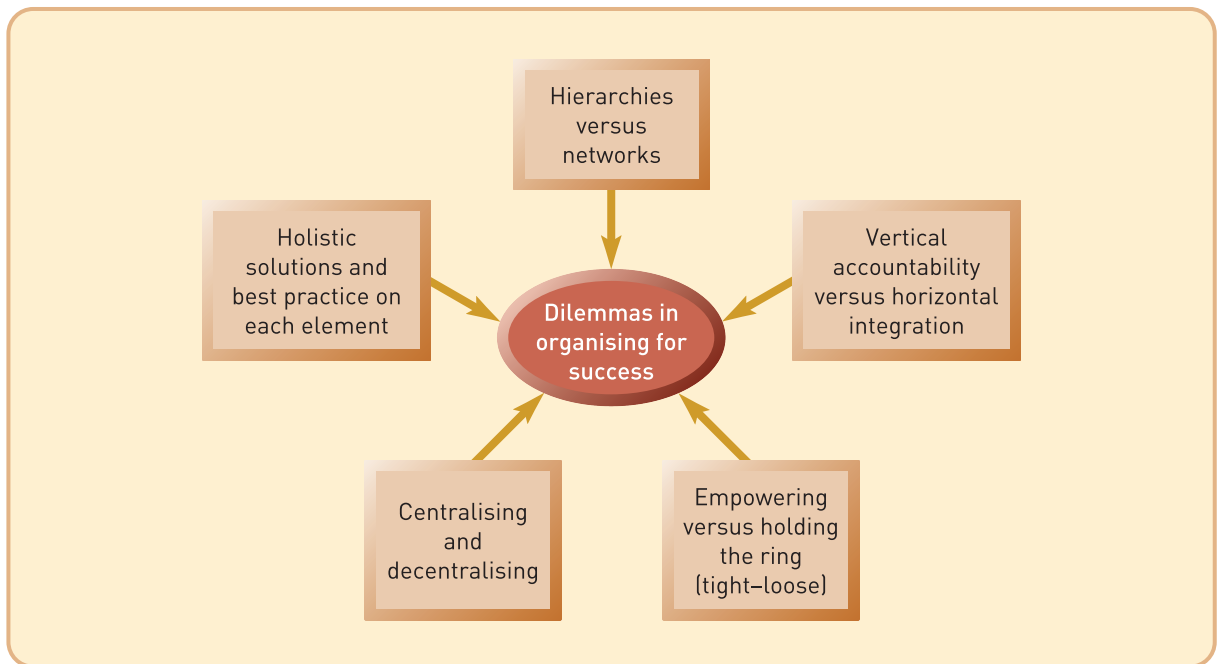 Hierarchies
versus
networks
Holistic
solutions and
best practice on
each element
Vertical
accountability
versus horizontal
integration
Dilemmas in
organising for
success
Centralising
and
decentralising
Empowering
versus holding
the ring
(tight–loose)